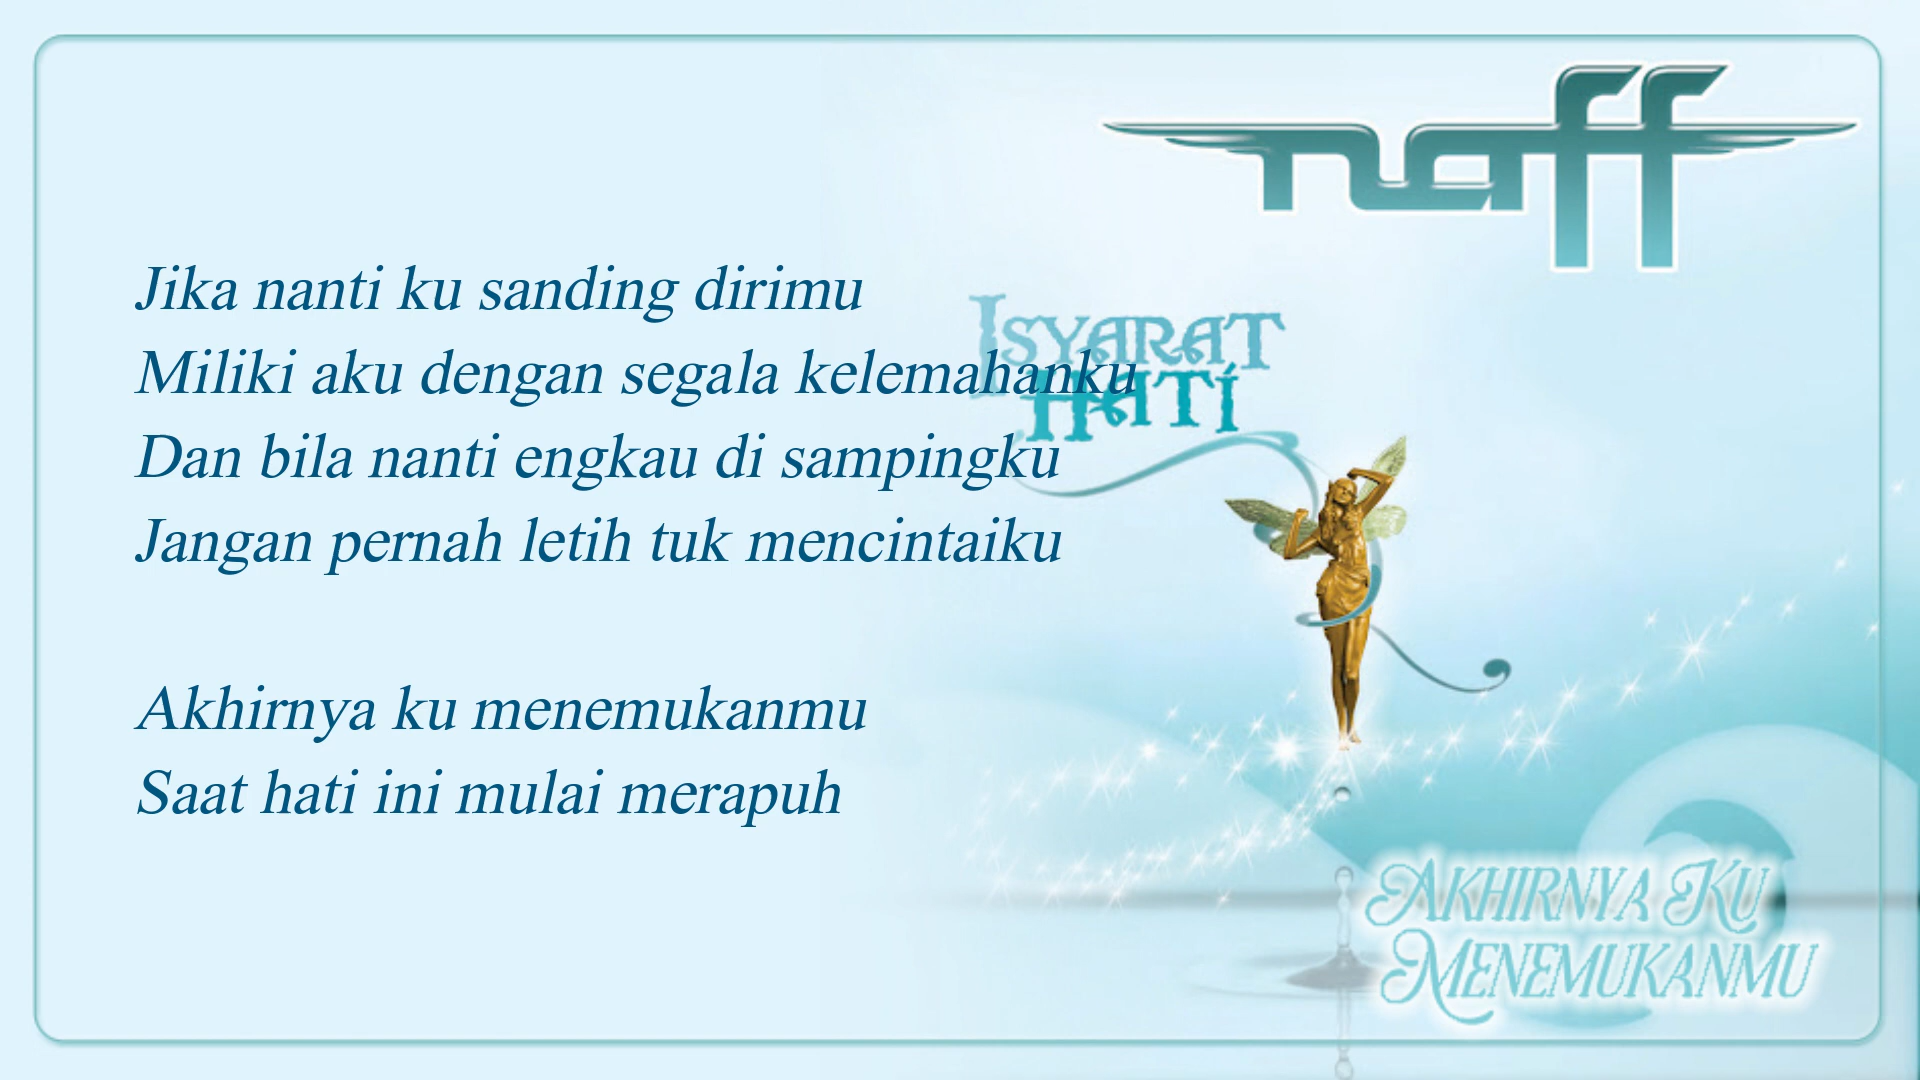 naff
Isyarat
Hati
Jika nanti ku sanding dirimu
Miliki aku dengan segala kelemahanku
Dan bila nanti engkau di sampingku
Jangan pernah letih tuk mencintaiku
Akhirnya ku menemukanmu
Saat hati ini mulai merapuh
Akhirnya Ku
Menemukanmu